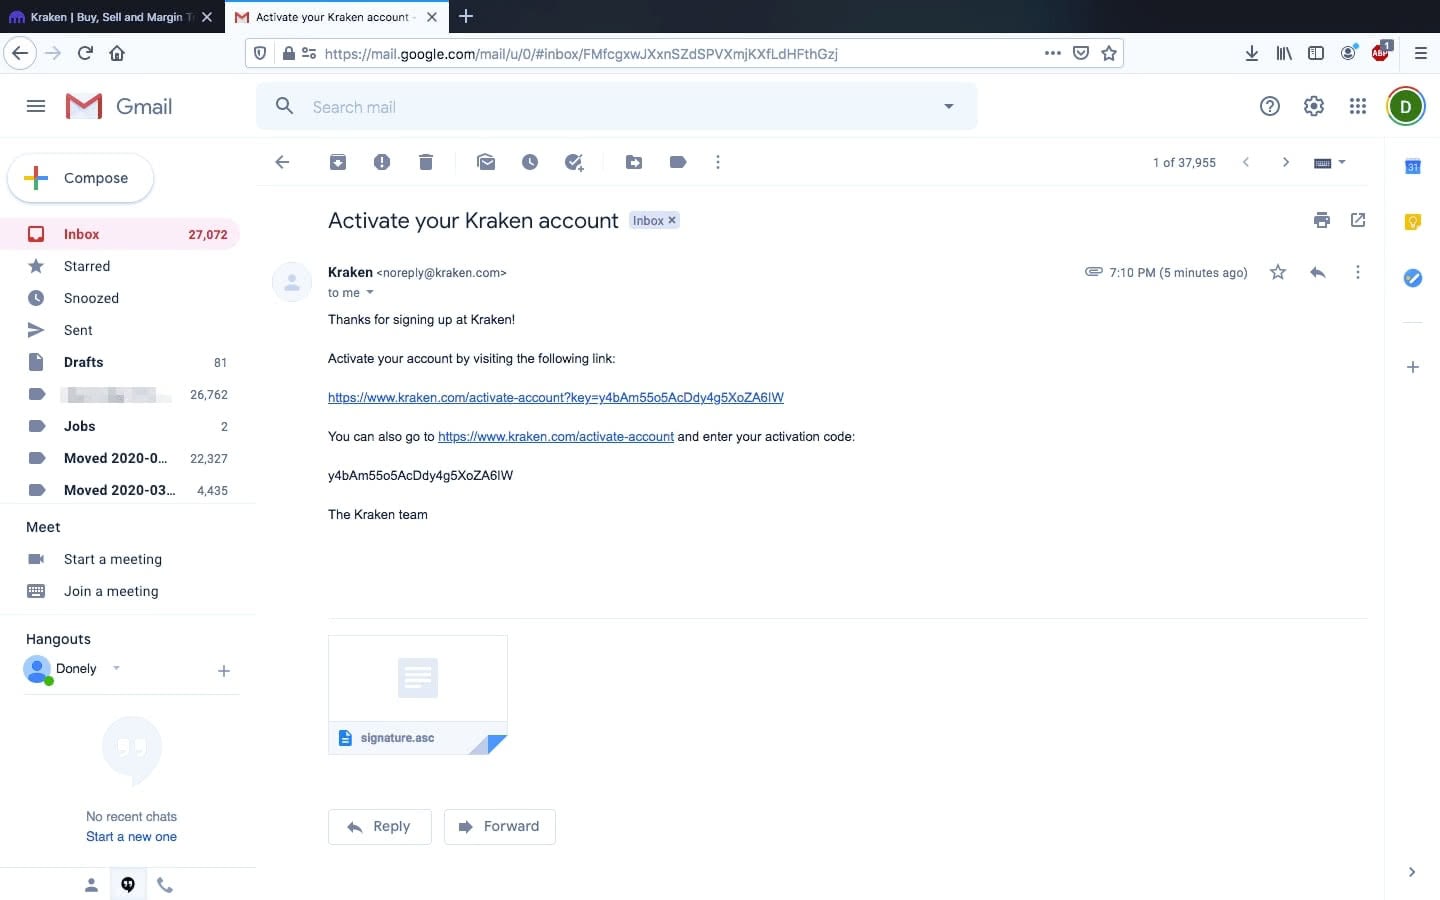 Kraken | Buy, Sell and Margin Tr
Activate your Kraken account -
https://mail.google.com/mail/u/0/#inbox/FMfcgxwJXxnSZdSPVXmjKXfLdHFthGzj
ABP
1
Gmail
Search mail
D
Compose
1 of 37,955
31
Inbox 27,072
Starred
Snoozed
Sent
Drafts 81
26,762
Jobs 2
Moved 2020-0... 22,327
Moved 2020-03... 4,435
Meet
Start a meeting
Join a meeting
Hangouts
Donely
No recent chats
Start a new one
Activate your Kraken account Inbox
Kraken <noreply@kraken.com> 7:10 PM (5 minutes ago)
to me
Thanks for signing up at Kraken!
Activate your account by visiting the following link:
https://www.kraken.com/activate-account?key=y4bAm55o5AcDdy4g5XoZA6IW
You can also go to https://www.kraken.com/activate-account and enter your activation code:
y4bAm55o5AcDdy4g5XoZA6IW
The Kraken team
signature.asc
Reply Forward